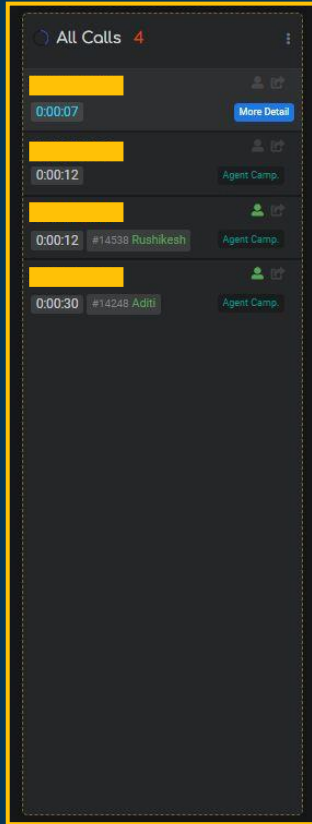 All Calls 4
0:00:07 More Detail
0:00:12 Agent Camp.
0:00:12 #14538 Rushikesh Agent Camp.
0:00:30 #14248 Aditi Agent Camp.